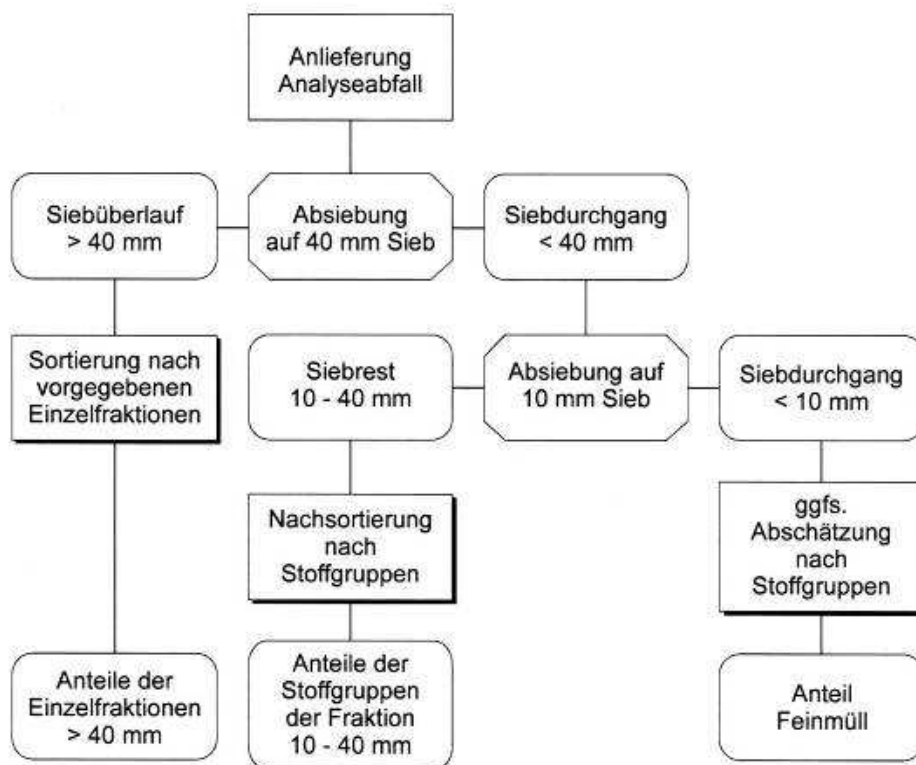 Anlieferung
Analyseabfall
Siebüberlauf
> 40 mm
Absiebung
auf 40 mm Sieb
Siebdurchgang
< 40 mm
Sortierung nach
vorgegebenen
Einzelfraktionen
Siebrest
10 - 40 mm
Absiebung auf
10 mm Sieb
Siebdurchgang
< 10 mm
Nachsortierung
nach
Stoffgruppen
ggfs.
Abschätzung
nach
Stoffgruppen
Anteile der
Einzelfraktionen
> 40 mm
Anteile der
Stoffgruppen
der Fraktion
10 - 40 mm
Anteil
Feinmüll